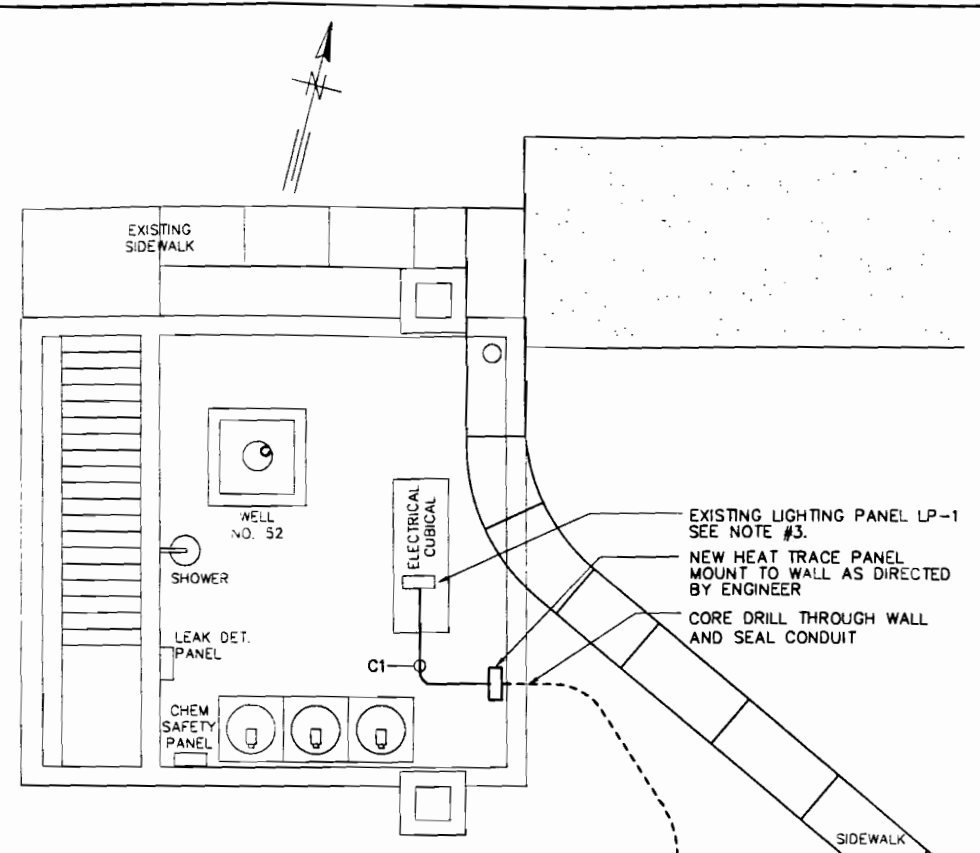 N
EXISTING
SIDEWALK
WELL
NO. 52
ELECTRICAL
CUBICAL
SHOWER
LEAK DET.
PANEL
C1
CHEM
SAFETY
PANEL
EXISTING LIGHTING PANEL LP-1
SEE NOTE #3.
NEW HEAT TRACE PANEL
MOUNT TO WALL AS DIRECTED
BY ENGINEER
CORE DRILL THROUGH WALL
AND SEAL CONDUIT
SIDEWALK